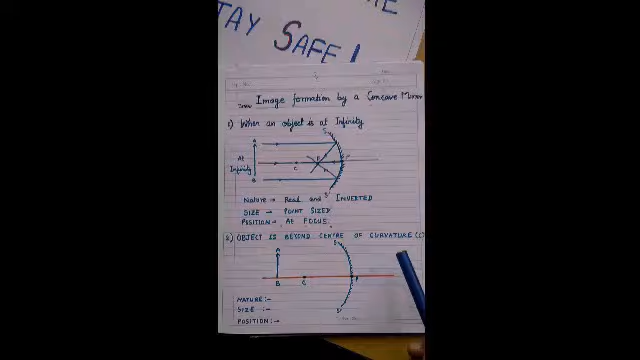 STAY SAFE!
Image formation by a Concave Mirror
1) When an object is at Infinity
A
At
Infinity
B
C
F
P
Nature:- Real and INVERTED
SIZE → POINT SIZED
POSITION:- AT FOCUS.
2) OBJECT IS BEYOND CENTRE OF CURVATURE (C)
A
B
C
P
NATURE:-
SIZE :-
POSITION :-